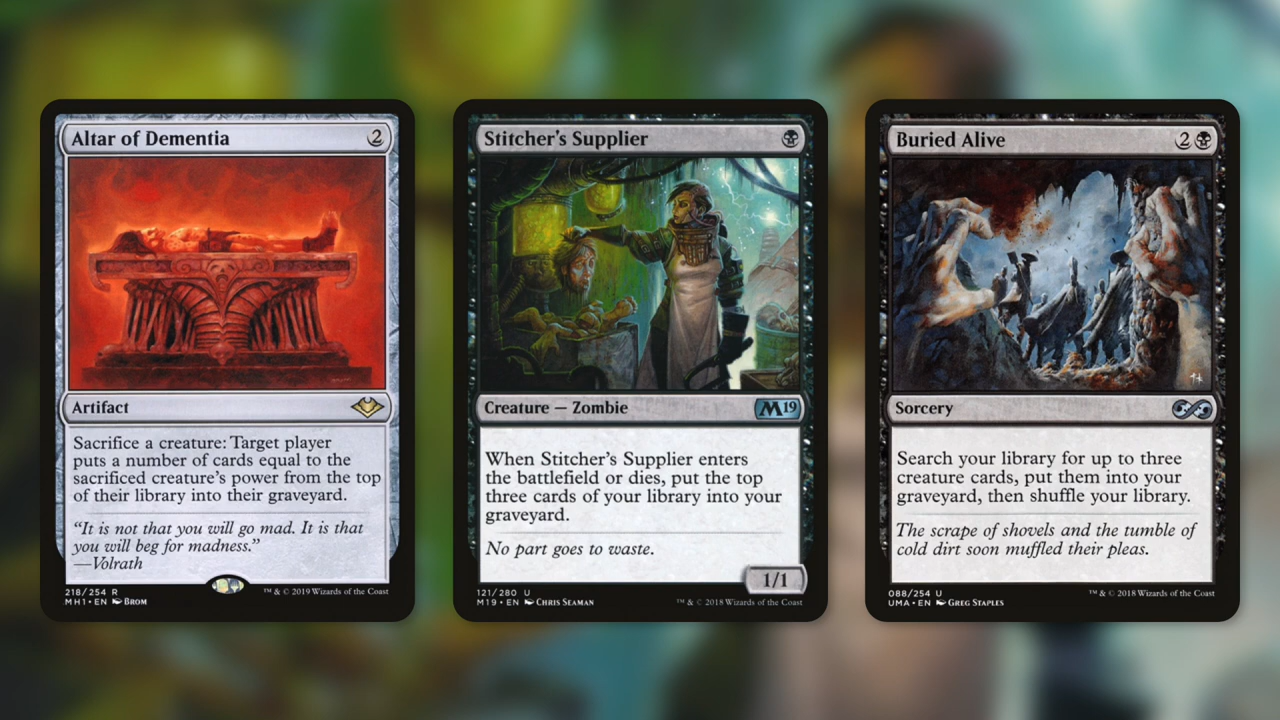 Altar of Dementia
2
Artifact
Sacrifice a creature: Target player
puts a number of cards equal to the
sacrificed creature's power from the top
of their library into their graveyard.
“It is not that you will go mad. It is that
you will beg for madness.”
—Volrath
218/254 R
MH1 • EN BROM
™ & © 2019 Wizards of the Coast
Stitcher's Supplier
Creature — Zombie
M19
When Stitcher's Supplier enters
the battlefield or dies, put the top
three cards of your library into your
graveyard.
No part goes to waste.
1/1
121/280 U
M19 • EN CHRIS SEAMAN
™ & © 2018 Wizards of the Coast
Buried Alive
2
Sorcery
Search your library for up to three
creature cards, put them into your
graveyard, then shuffle your library.
The scrape of shovels and the tumble of
cold dirt soon muffled their pleas.
088/254 U
UMA • EN GREG STAPLES
™ & © 2018 Wizards of the Coast